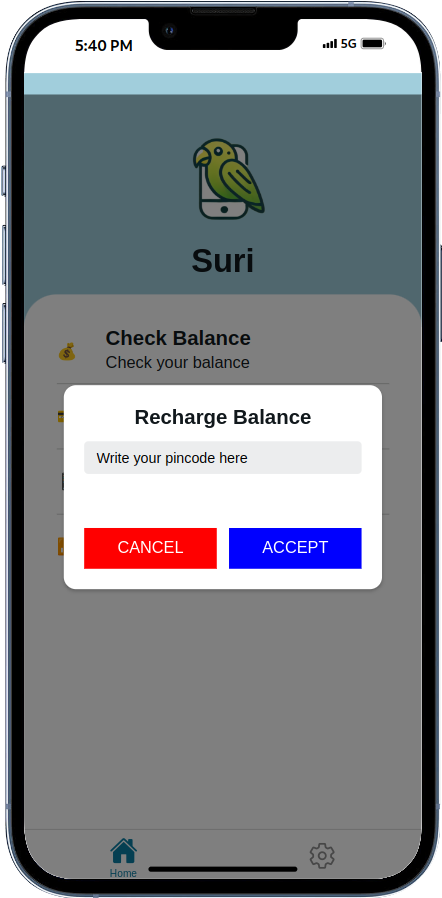 5:40 PM 5G
Suri
Check Balance
Check your balance
Recharge Balance
Write your pincode here
CANCEL ACCEPT
Home